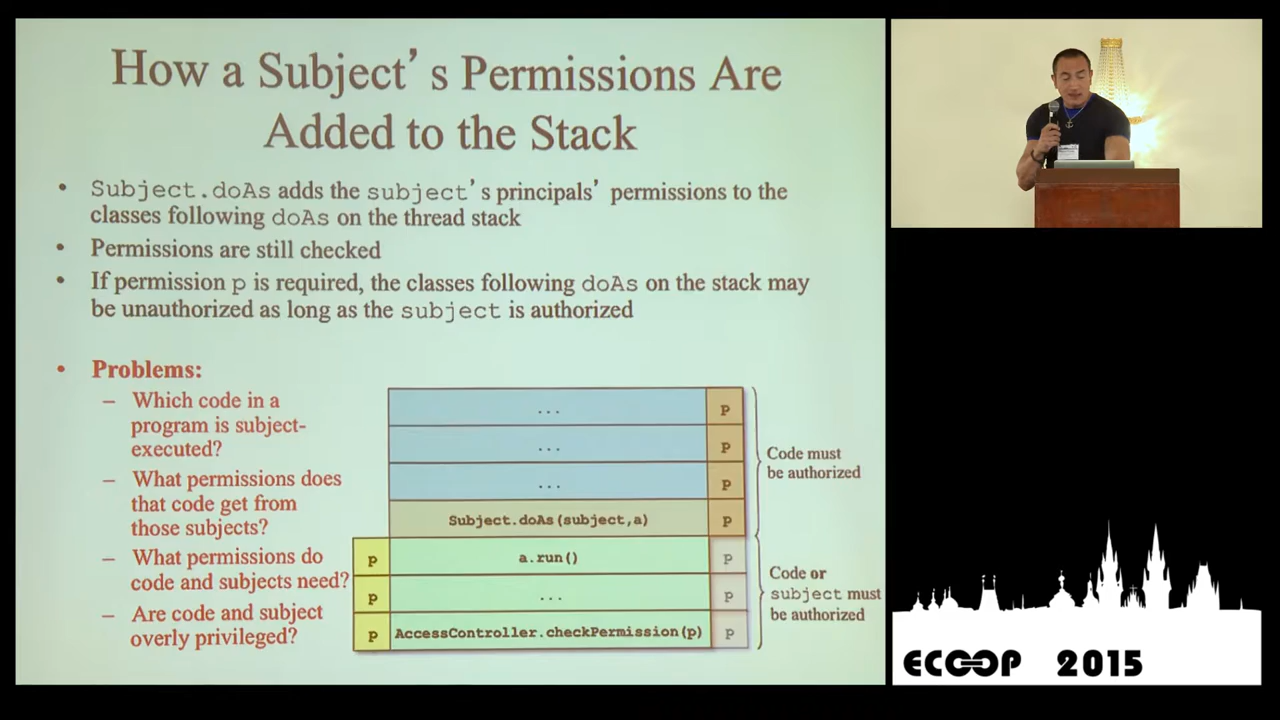 How a Subject's Permissions Are
Added to the Stack
• Subject.doAs adds the subject's principals' permissions to the
classes following doAs on the thread stack
• Permissions are still checked
• If permission p is required, the classes following doAs on the stack may
be unauthorized as long as the subject is authorized
• Problems:
– Which code in a
program is subject-
executed?
– What permissions does
that code get from
those subjects?
– What permissions do
code and subjects need?
– Are code and subject
overly privileged?
... p
... p
... p
Subject.doAs(subject,a) p
p a.run() p
p ... p
p AccessController.checkPermission(p) p
Code must
be authorized
Code or
subject must
be authorized
ECOOP 2015